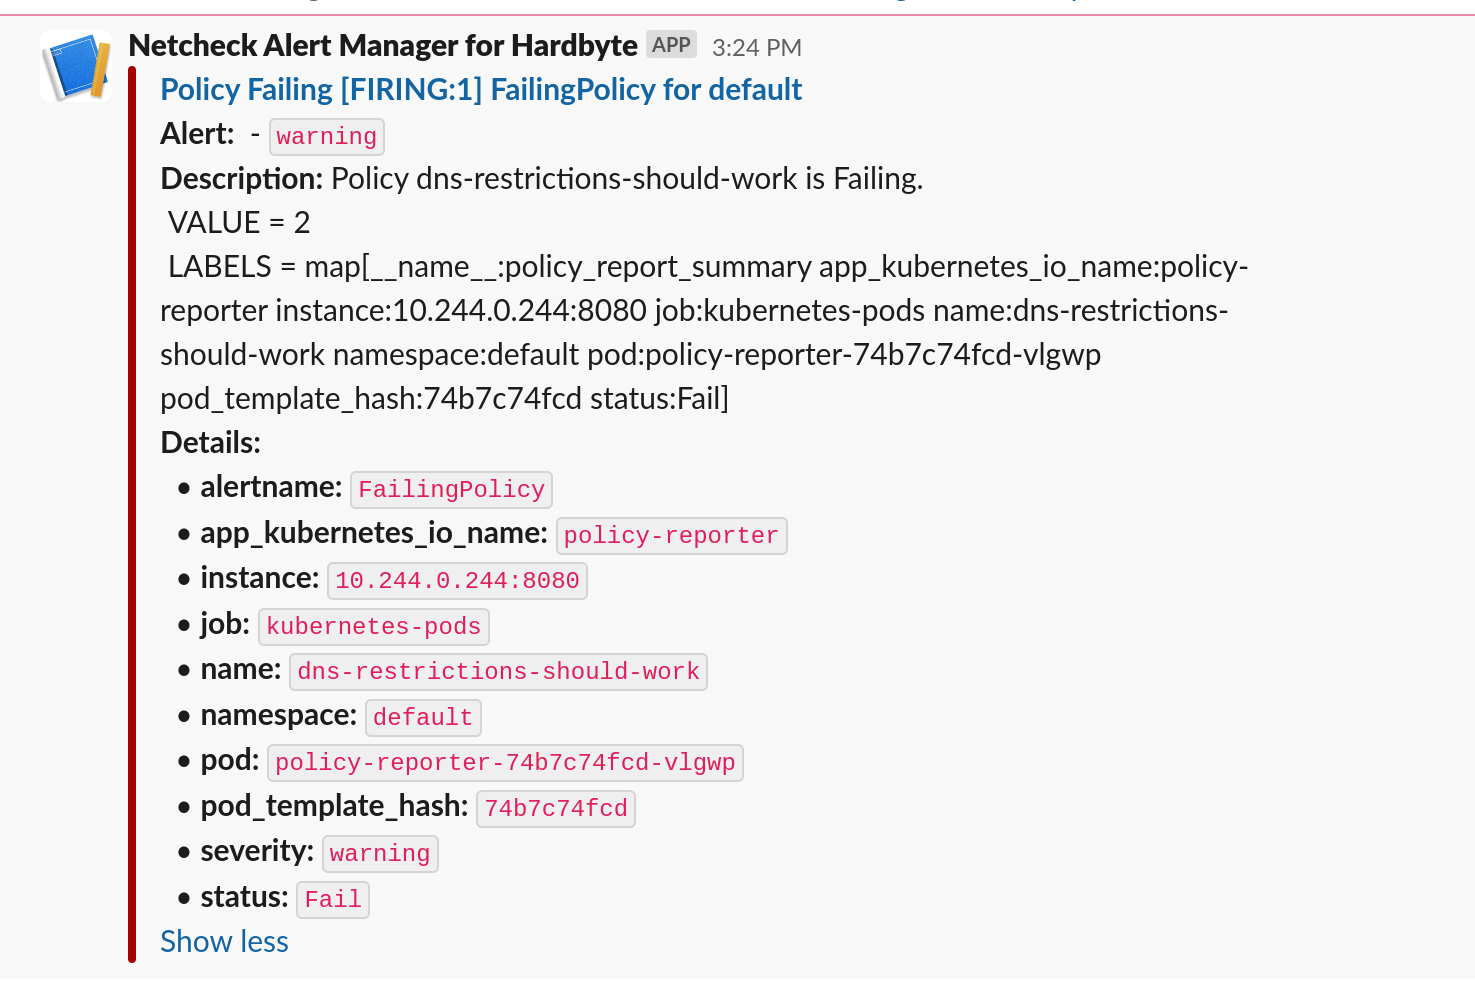 Netcheck Alert Manager for Hardbyte APP 3:24 PM
Policy Failing [FIRING:1] FailingPolicy for default
Alert: - warning
Description: Policy dns-restrictions-should-work is Failing.
VALUE = 2
LABELS = map[__name__:policy_report_summary app_kubernetes_io_name:policy-
reporter instance:10.244.0.244:8080 job:kubernetes-pods name:dns-restrictions-
should-work namespace:default pod:policy-reporter-74b7c74fcd-vlgwp
pod_template_hash:74b7c74fcd status:Fail]
Details:
• alertname: FailingPolicy
• app_kubernetes_io_name: policy-reporter
• instance: 10.244.0.244:8080
• job: kubernetes-pods
• name: dns-restrictions-should-work
• namespace: default
• pod: policy-reporter-74b7c74fcd-vlgwp
• pod_template_hash: 74b7c74fcd
• severity: warning
• status: Fail
Show less